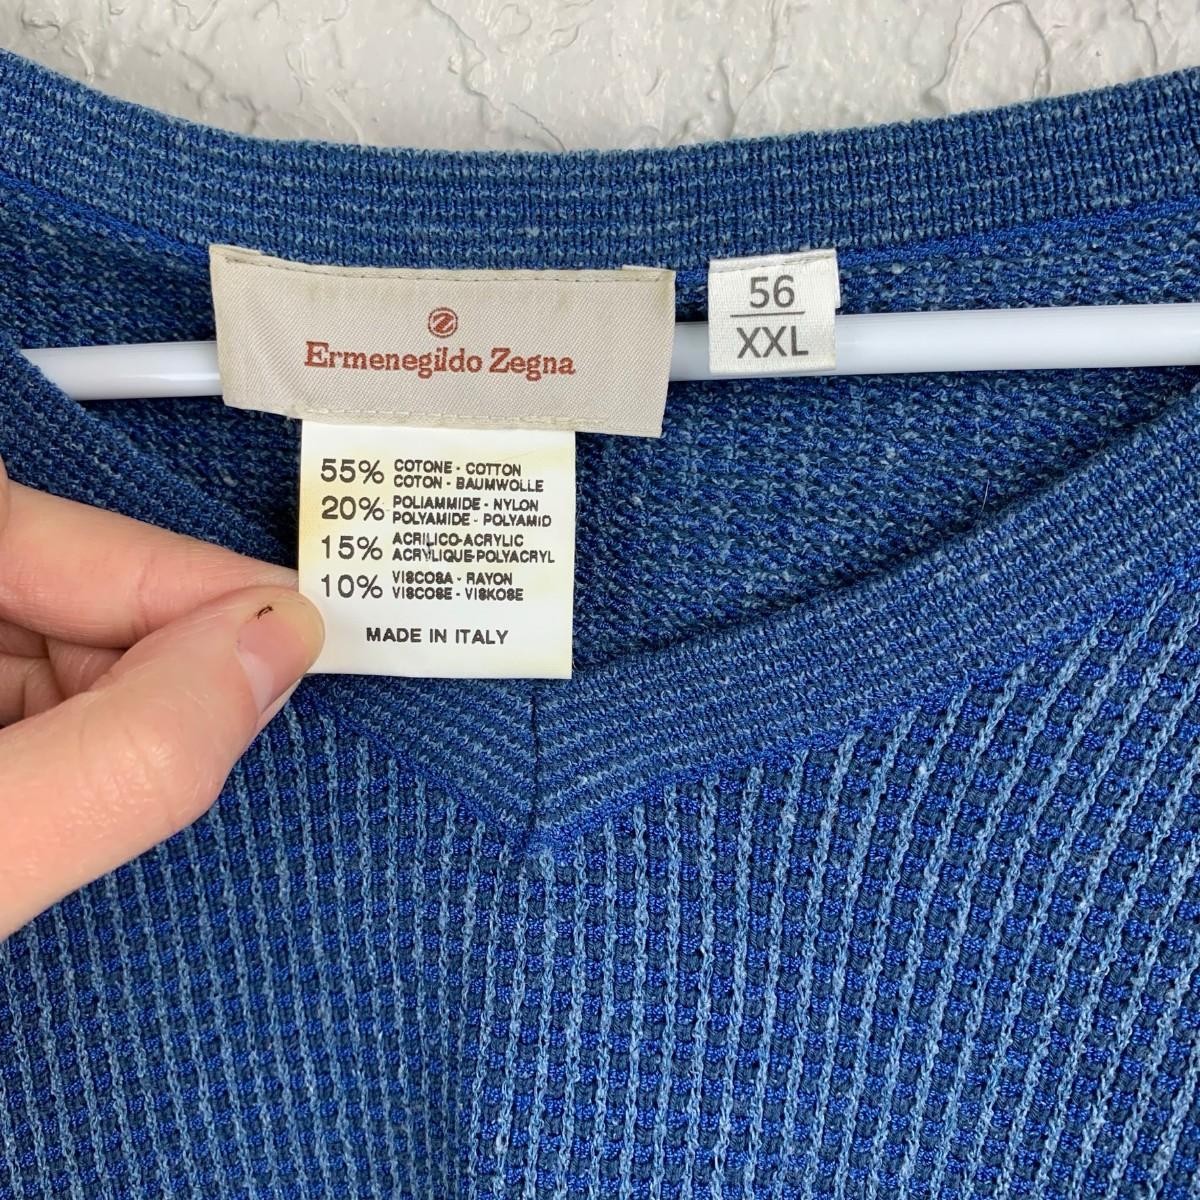 Ermenegildo Zegna
56
XXL
55% COTONE - COTTON
COTON - BAUMWOLLE
20% POLIAMMIDE - NYLON
POLYAMIDE - POLYAMID
15% ACRILICO-ACRYLIC
ACRYLIQUE-POLYACRYL
10% VISCOSA - RAYON
VISCOSE - VISKOSE
MADE IN ITALY